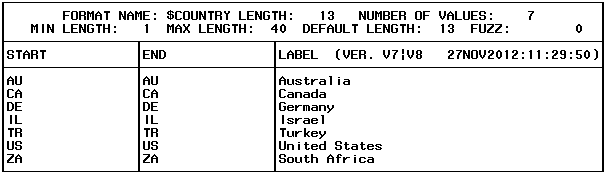 FORMAT NAME: $COUNTRY LENGTH: 13 NUMBER OF VALUES: 7
MIN LENGTH: 1 MAX LENGTH: 40 DEFAULT LENGTH: 13 FUZZ: 0
START END LABEL (VER. V7¦V8 27NOV2012:11:29:50)
AU AU Australia
CA CA Canada
DE DE Germany
IL IL Israel
TR TR Turkey
US US United States
ZA ZA South Africa